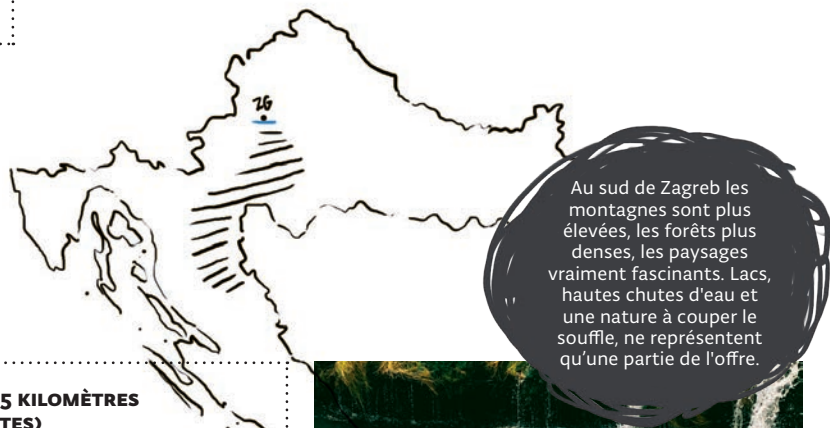 ZG
Au sud de Zagreb les
montagnes sont plus
élevées, les forêts plus
denses, les paysages
vraiment fascinants. Lacs,
hautes chutes d'eau et
une nature à couper le
souffle, ne représentent
qu'une partie de l'offre.
5 KILOMÈTRES
TES)